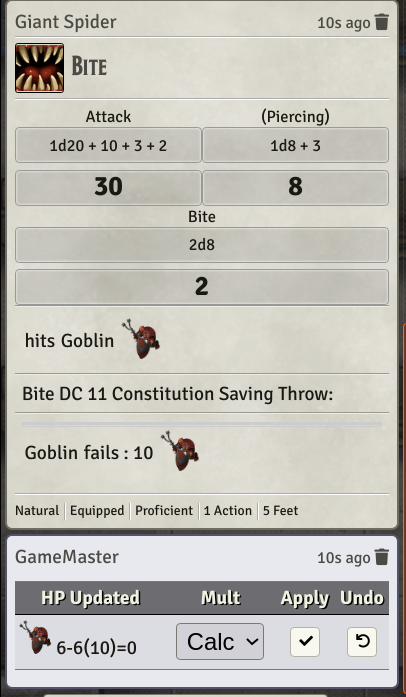 Giant Spider 10s ago
Bite
Attack (Piercing)
1d20 + 10 + 3 + 2 1d8 + 3
30 8
Bite
2d8
2
hits Goblin
Bite DC 11 Constitution Saving Throw:
Goblin fails : 10
Natural Equipped Proficient 1 Action 5 Feet
GameMaster 10s ago
HP Updated Mult Apply Undo
6-6(10)=0 Calc